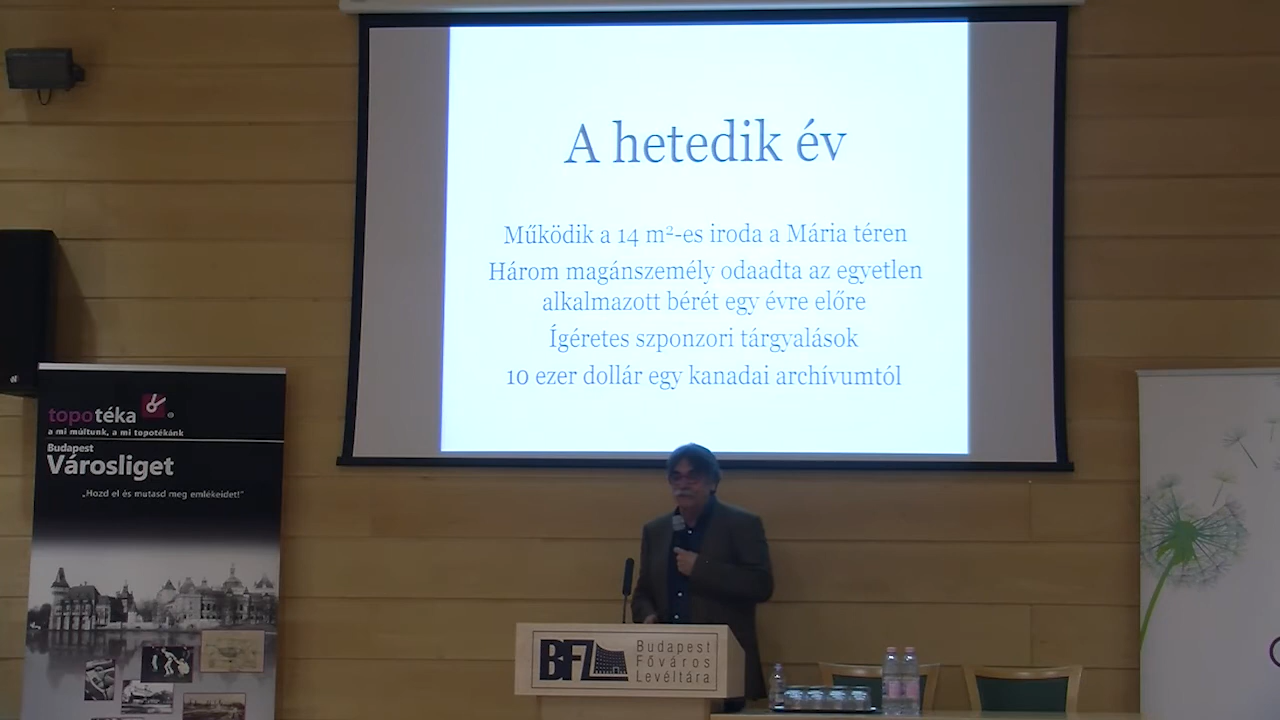 A hetedik év
Működik a 14 m²-es iroda a Mária téren
Három magánszemély odaadta az egyetlen
alkalmazott bérét egy évre előre
Ígéretes szponzori tárgyalások
10 ezer dollár egy kanadai archívumtól
topotéka ®
a mi múltunk, a mi topotékánk
Budapest
Városliget
„Hozd el és mutasd meg emlékeidet!”
BFL
Budapest
Főváros
Levéltára